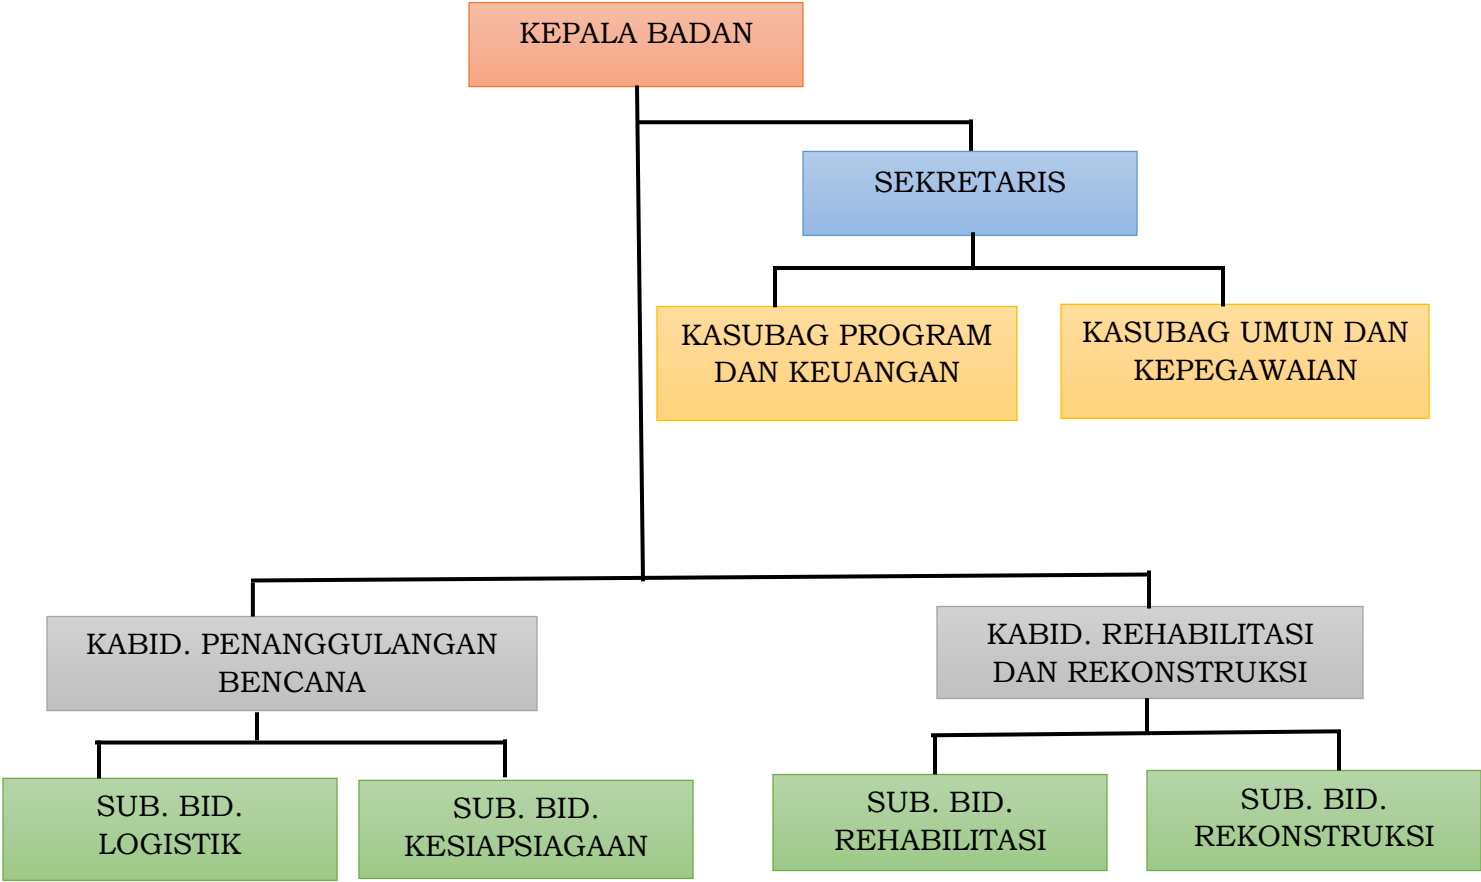 KEPALA BADAN
SEKRETARIS
KASUBAG PROGRAM
DAN KEUANGAN
KASUBAG UMUN DAN
KEPEGAWAIAN
KABID. PENANGGULANGAN
BENCANA
KABID. REHABILITASI
DAN REKONSTRUKSI
SUB. BID.
LOGISTIK
SUB. BID.
KESIAPSIAGAAN
SUB. BID.
REHABILITASI
SUB. BID.
REKONSTRUKSI